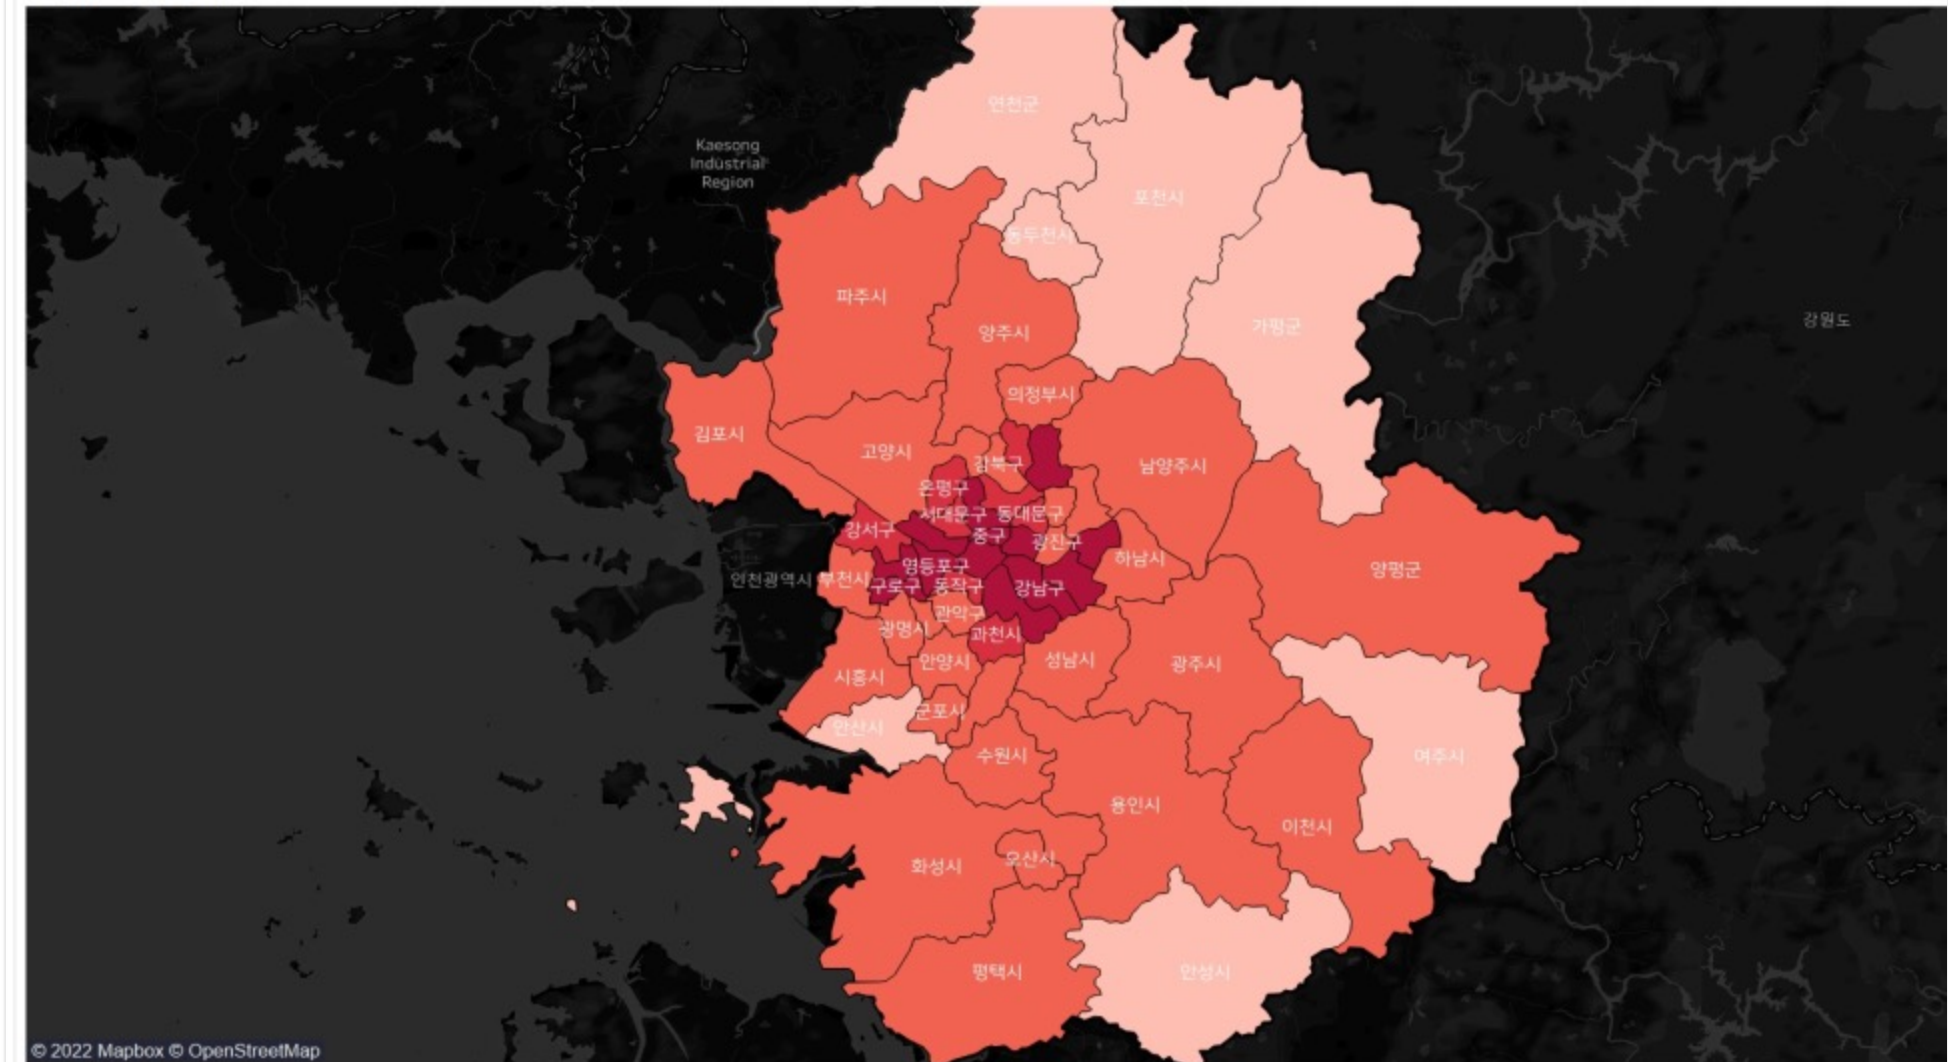 연천군
Kaesong
Industrial
Region
포천시
동두천시
파주시
가평군
강원도
양주시
의정부시
김포시
고양시
강북구
남양주시
은평구
서대문구
동대문구
강서구
중구
광진구
하남시
영등포구
양평군
인천광역시
부천시
구로구
동작구
강남구
관악구
광명시
과천시
안양시
성남시
광주시
시흥시
군포시
안산시
수원시
여주시
용인시
이천시
오산시
화성시
평택시
안성시
© 2022 Mapbox © OpenStreetMap